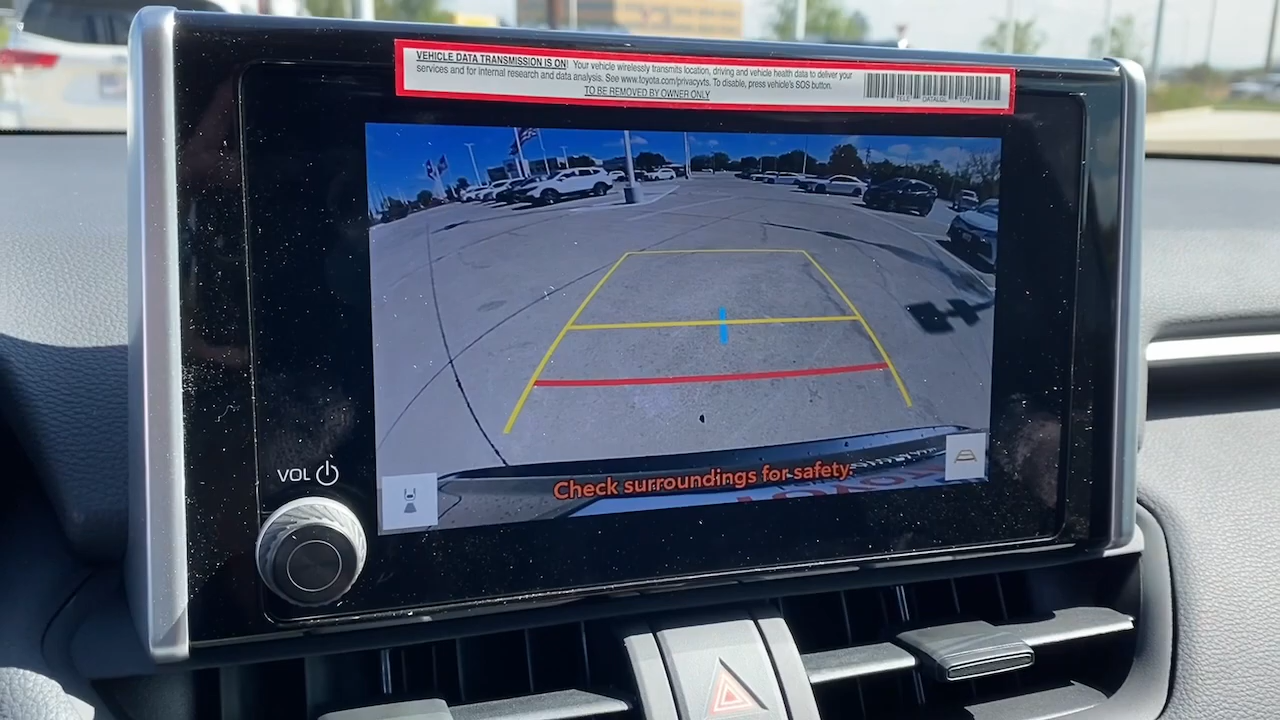 VEHICLE DATA TRANSMISSION IS ON! Your vehicle wirelessly transmits location, driving and vehicle health data to deliver your
services and for internal research and data analysis. See www.toyota.com/privacyvts. To disable, press vehicle's SOS button.
TO BE REMOVED BY OWNER ONLY
VOL
Check surroundings for safety.